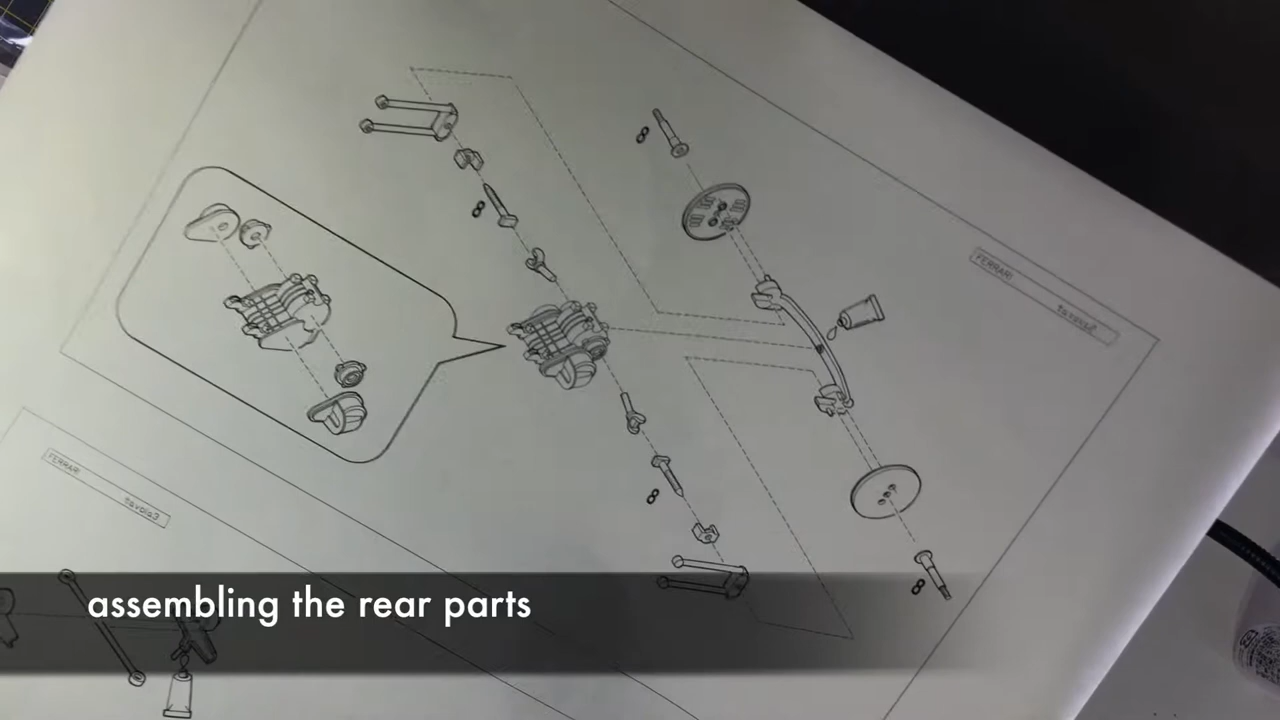 FERRARI
tavola2
FERRARI
tavola3
8
8
8
8
assembling the rear parts